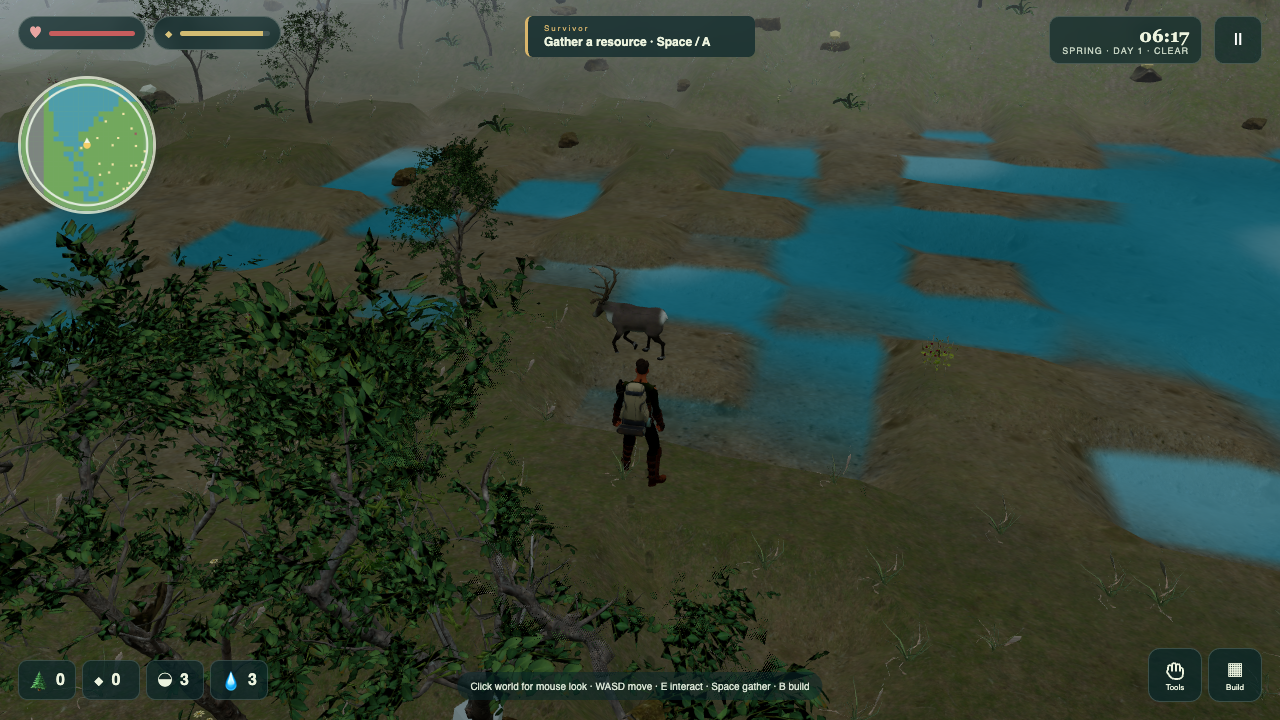 Survivor
Gather a resource · Space / A
06:17
SPRING · DAY 1 · CLEAR
0
0
3
3
Click world for mouse look · WASD move · E interact · Space gather · B build
Tools
Build